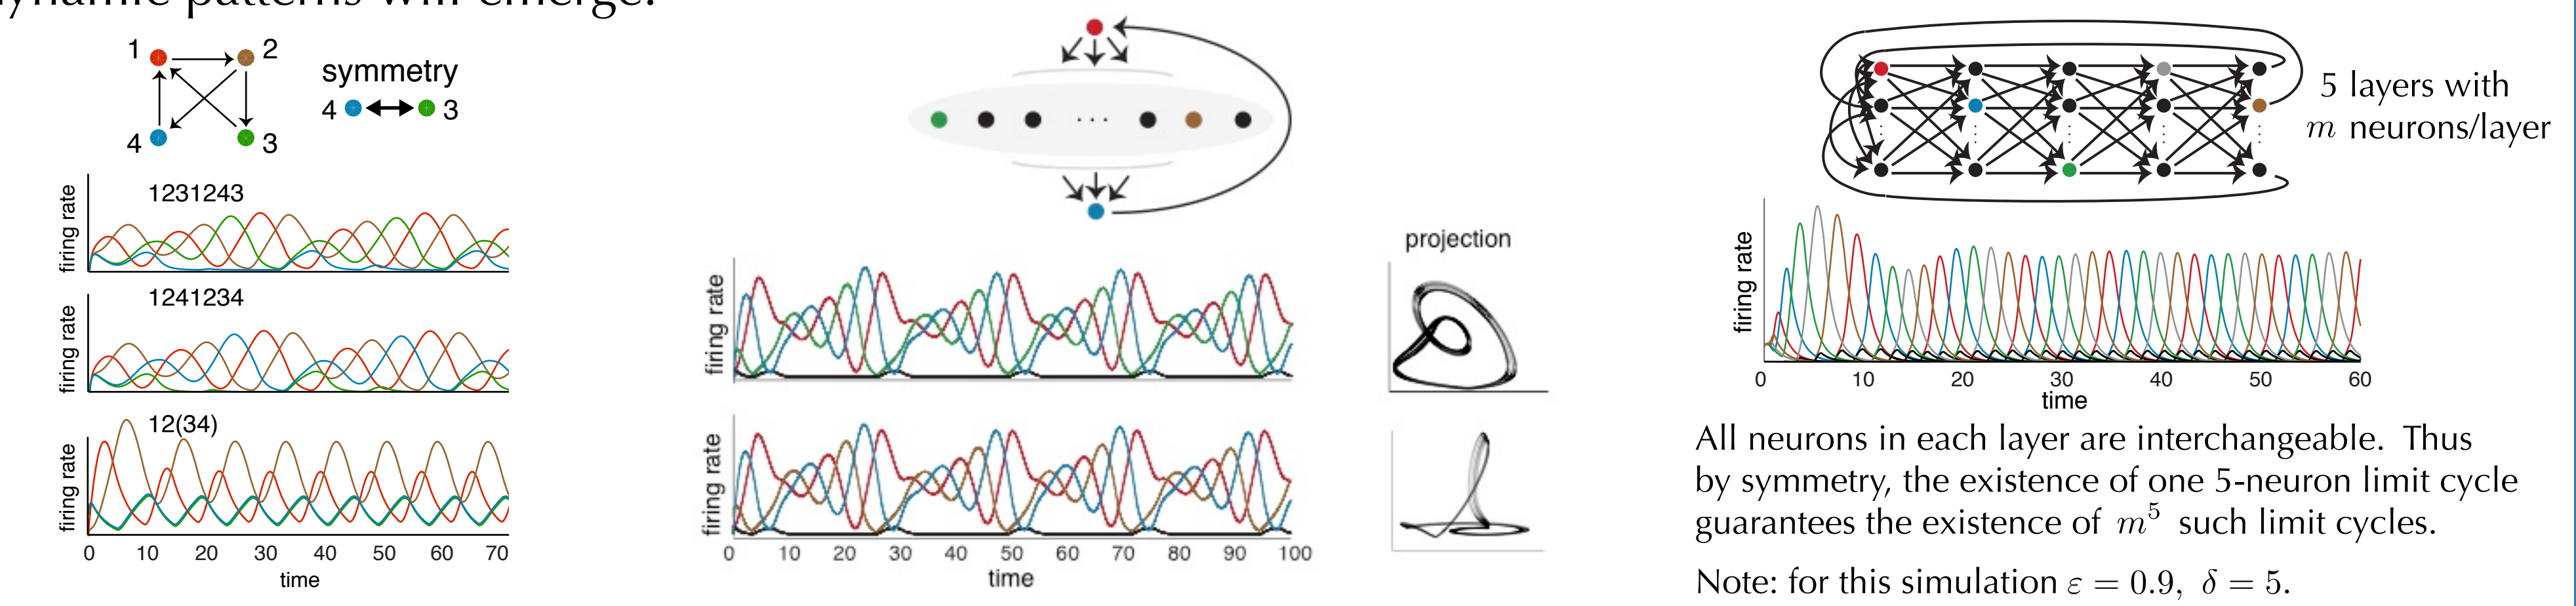 dynamic patterns will emerge.
1
2
4
3
symmetry
4
3
firing rate
1231243
firing rate
1241234
firing rate
12(34)
0 10 20 30 40 50 60 70
time
...
projection
firing rate
firing rate
0 10 20 30 40 50 60 70 80 90 100
time
5 layers with
m neurons/layer
firing rate
0 10 20 30 40 50 60
time
All neurons in each layer are interchangeable. Thus
by symmetry, the existence of one 5-neuron limit cycle
guarantees the existence of m⁵ such limit cycles.
Note: for this simulation ε = 0.9, δ = 5.